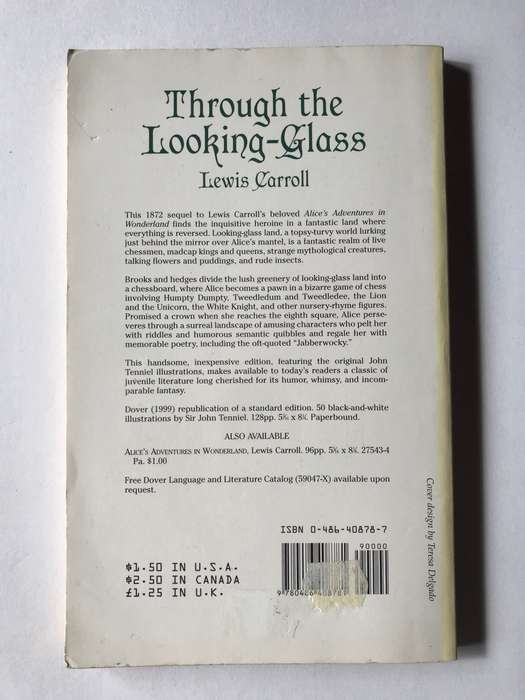 Through the
Looking-Glass
Lewis Carroll
This 1872 sequel to Lewis Carroll's beloved Alice's Adventures in
Wonderland finds the inquisitive heroine in a fantastic land where
everything is reversed. Looking-glass land, a topsy-turvy world lurking
just behind the mirror over Alice's mantel, is a fantastic realm of live
chessmen, madcap kings and queens, strange mythological creatures,
talking flowers and puddings, and rude insects.
Brooks and hedges divide the lush greenery of looking-glass land into
a chessboard, where Alice becomes a pawn in a bizarre game of chess
involving Humpty Dumpty, Tweedledum and Tweedledee, the Lion
and the Unicorn, the White Knight, and other nursery-rhyme figures.
Promised a crown when she reaches the eighth square, Alice perse-
veres through a surreal landscape of amusing characters who pelt her
with riddles and humorous semantic quibbles and regale her with
memorable poetry, including the oft-quoted "Jabberwocky."
This handsome, inexpensive edition, featuring the original John
Tenniel illustrations, makes available to today's readers a classic of
juvenile literature long cherished for its humor, whimsy, and incom-
parable fantasy.
Dover (1999) republication of a standard edition. 50 black-and-white
illustrations by Sir John Tenniel. 128pp. 5³⁄₁₆ x 8¼. Paperbound.
ALSO AVAILABLE
ALICE'S ADVENTURES IN WONDERLAND, Lewis Carroll. 96pp. 5³⁄₁₆ x 8¼. 27543-4
Pa. $1.00
Free Dover Language and Literature Catalog (59047-X) available upon
request.
Cover design by Teresa Delgado
ISBN 0-486-40878-7
90000
$1.50 IN U.S.A.
$2.50 IN CANADA
£1.25 IN U.K.